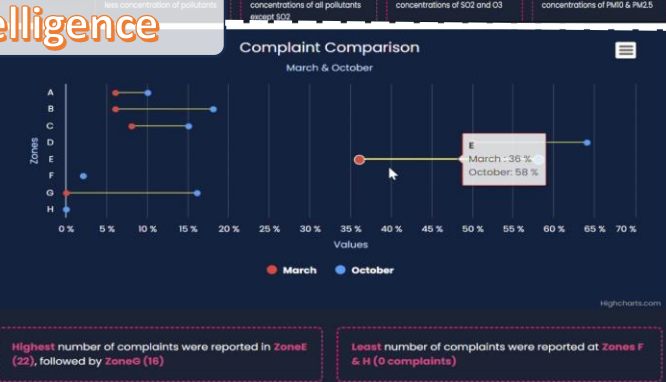 less concentration of pollutants
concentrations of all pollutants
except SO2
concentrations of SO2 and O3
concentrations of PM10 & PM2.5
elligence
Complaint Comparison
March & October
Zones
A
B
C
D
E
F
G
H
E
March : 36 %
October: 58 %
0 %
5 %
10 %
15 %
20 %
25 %
30 %
35 %
40 %
45 %
50 %
55 %
60 %
65 %
70 %
Values
March
October
Highcharts.com
Highest number of complaints were reported in ZoneE
(22), followed by ZoneG (16)
Least number of complaints were reported at Zones F
& H (0 complaints)